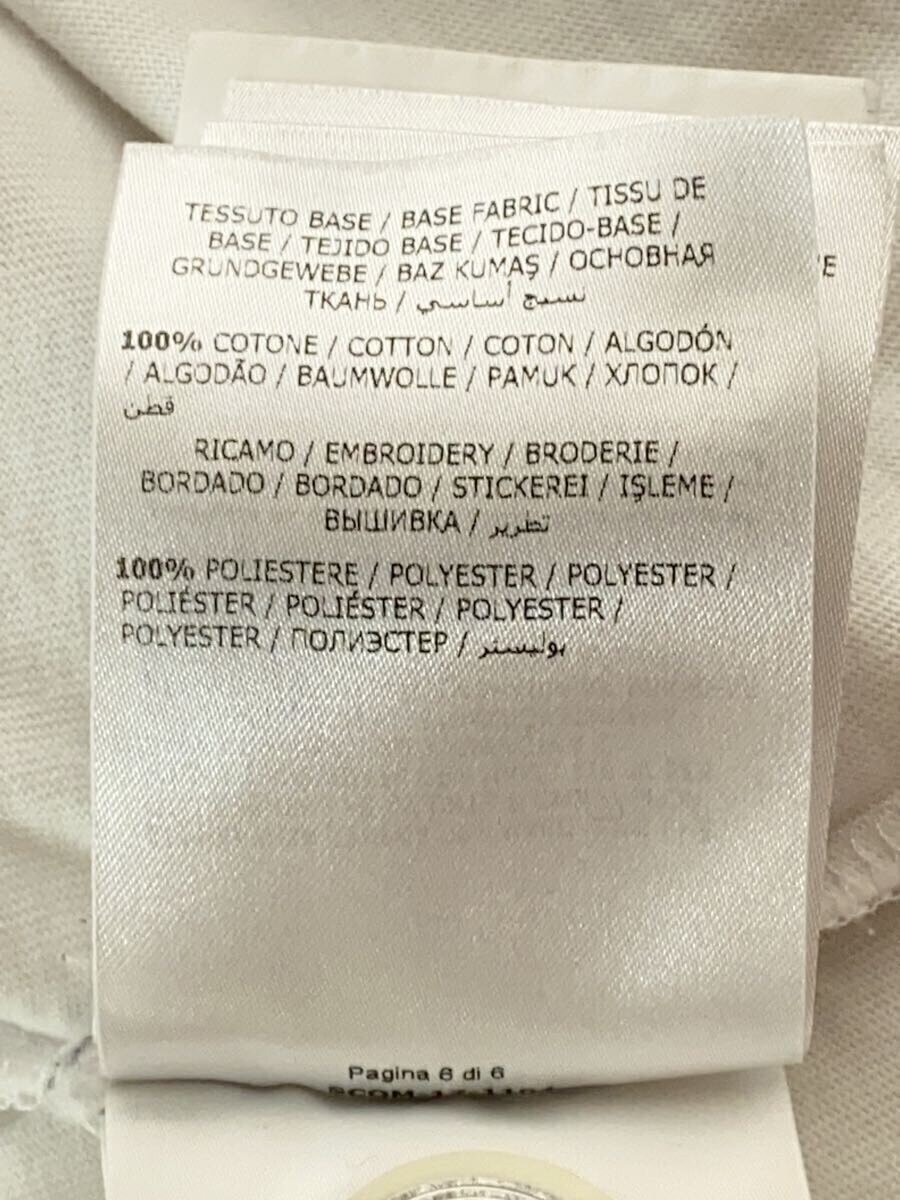 TESSUTO BASE / BASE FABRIC / TISSU DE
BASE / TEJIDO BASE / TECIDO-BASE /
GRUNDGEWEBE / BAZ KUMAŞ / ОСНОВНАЯ
ТКАНЬ / نسيج أساسي
100% COTONE / COTTON / COTON / ALGODÓN
/ ALGODÃO / BAUMWOLLE / PAMUK / ХЛОПОК /
قطن
RICAMO / EMBROIDERY / BRODERIE /
BORDADO / BORDADO / STICKEREI / IŞLEME /
ВЫШИВКА / تطريز
100% POLIESTERE / POLYESTER / POLYESTER /
POLIÉSTER / POLIÉSTER / POLYESTER /
POLYESTER / ПОЛИЭСТЕР / بوليستر
Pagina 6 di 6